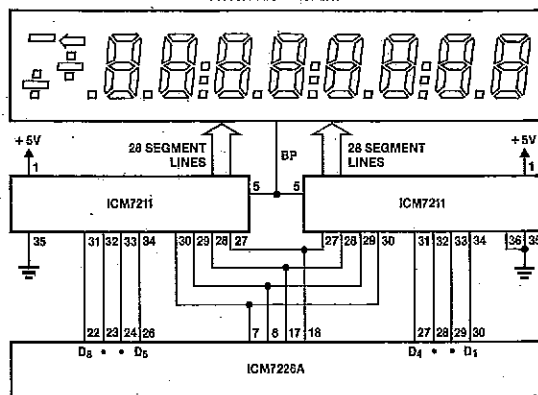 28 SEGMENT LINES
BP
28 SEGMENT LINES
+5V
+5V
1
5
5
1
ICM7211
ICM7211
35
31 32 33 34
30 29 28 27
27 28 29 30
31 32 33 34
36 35
22 23 24 26
7 6 17 18
27 28 29 30
D8 • • D5
D4 • • D1
ICM7226A